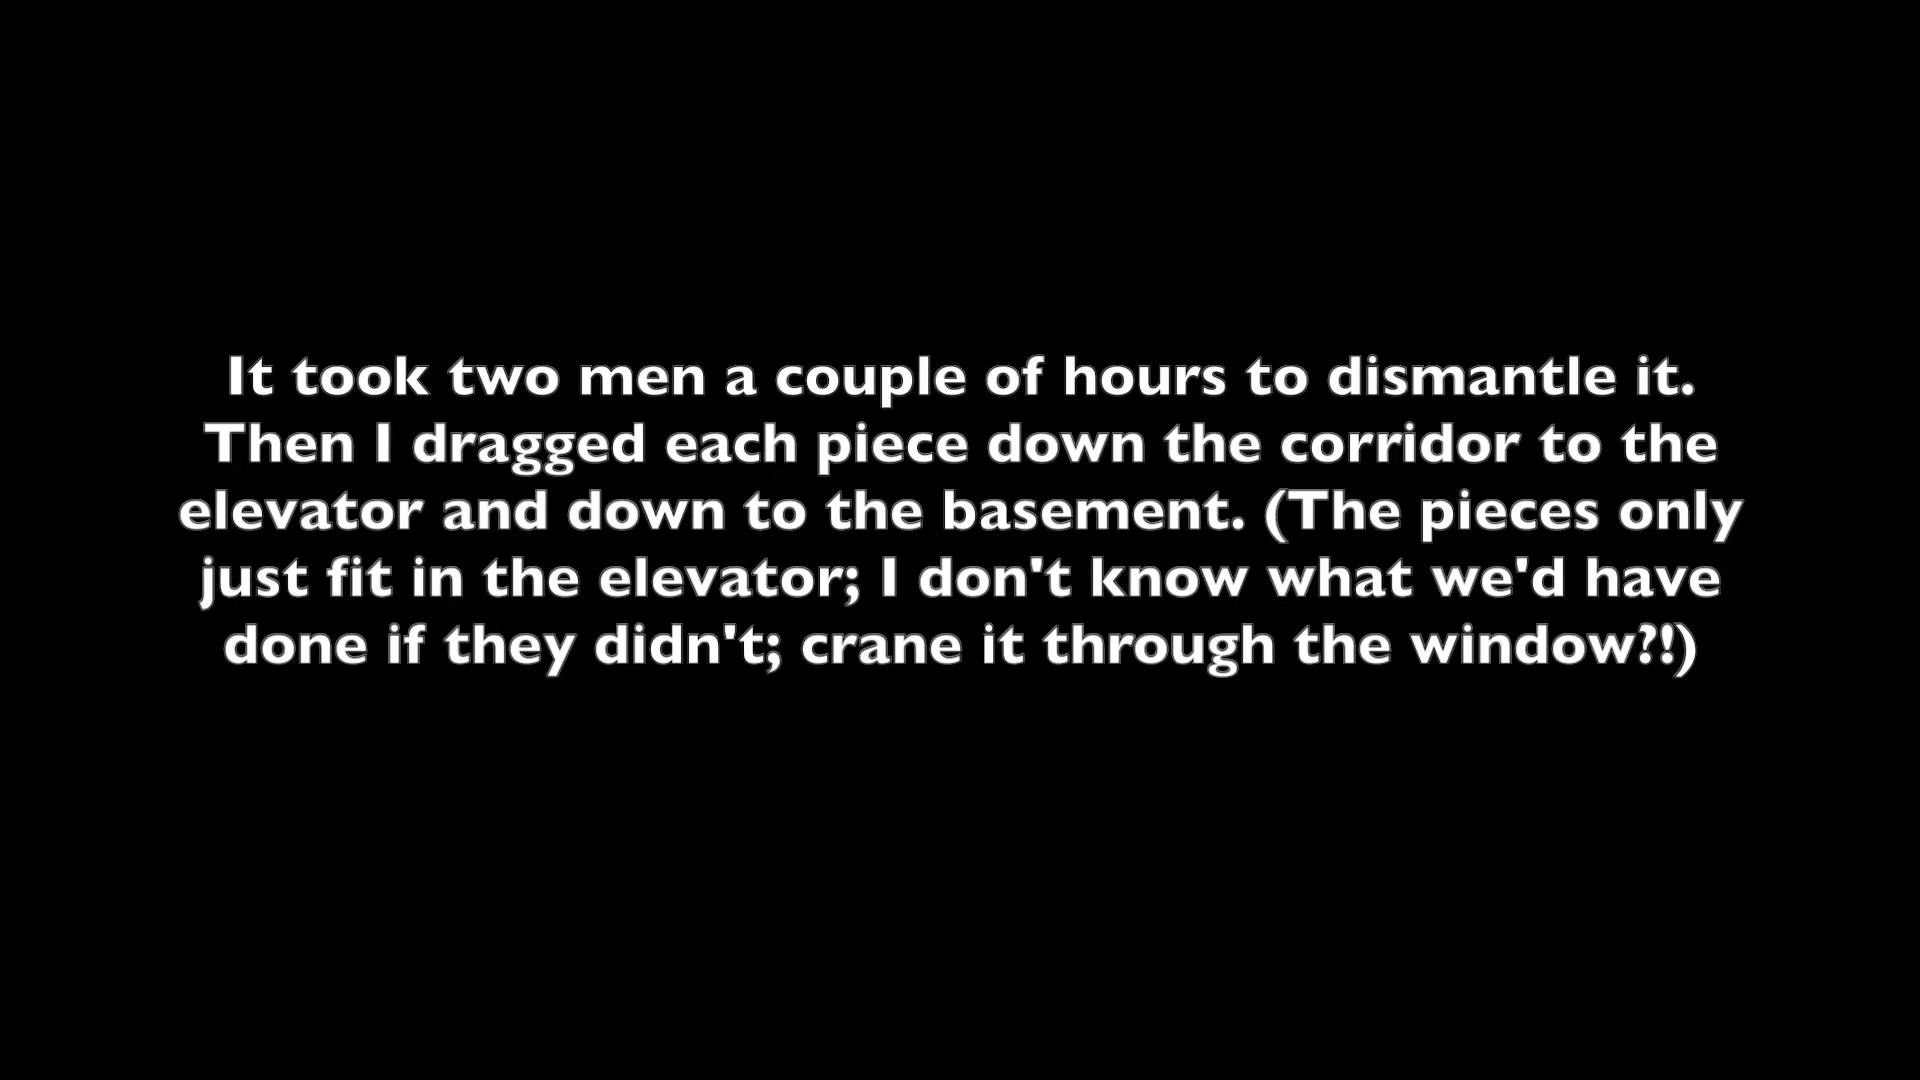 It took two men a couple of hours to dismantle it.
Then I dragged each piece down the corridor to the
elevator and down to the basement. (The pieces only
just fit in the elevator; I don't know what we'd have
done if they didn't; crane it through the window?!)